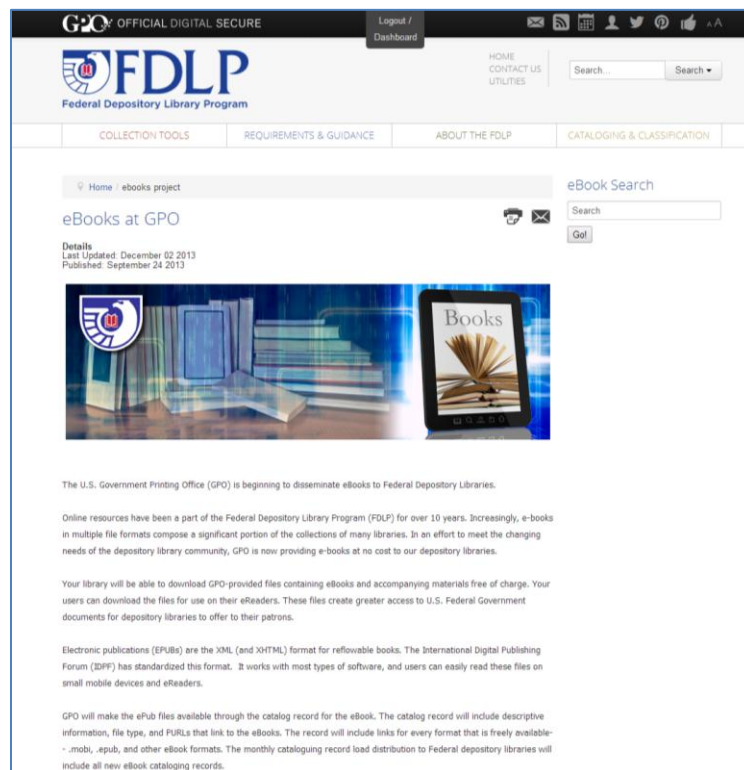 GPO OFFICIAL DIGITAL SECURE
Logout /
Dashboard
A A
FDLP
Federal Depository Library Program
HOME
CONTACT US
UTILITIES
Search...
Search
COLLECTION TOOLS
REQUIREMENTS & GUIDANCE
ABOUT THE FDLP
CATALOGING & CLASSIFICATION
Home / ebooks project
eBook Search
Search
Go!
eBooks at GPO
Details
Last Updated: December 02 2013
Published: September 24 2013
Books
The U.S. Government Printing Office (GPO) is beginning to disseminate eBooks to Federal Depository Libraries.
Online resources have been a part of the Federal Depository Library Program (FDLP) for over 10 years. Increasingly, e-books
in multiple file formats compose a significant portion of the collections of many libraries. In an effort to meet the changing
needs of the depository library community, GPO is now providing e-books at no cost to our depository libraries.
Your library will be able to download GPO-provided files containing eBooks and accompanying materials free of charge. Your
users can download the files for use on their eReaders. These files create greater access to U.S. Federal Government
documents for depository libraries to offer to their patrons.
Electronic publications (EPUBs) are the XML (and XHTML) format for reflowable books. The International Digital Publishing
Forum (IDPF) has standardized this format.  It works with most types of software, and users can easily read these files on
small mobile devices and eReaders.
GPO will make the ePub files available through the catalog record for the eBook. The catalog record will include descriptive
information, file type, and PURLs that link to the eBooks. The record will include links for every format that is freely available-
- .mobi, .epub, and other eBook formats. The monthly cataloguing record load distribution to Federal depository libraries will
include all new eBook cataloging records.